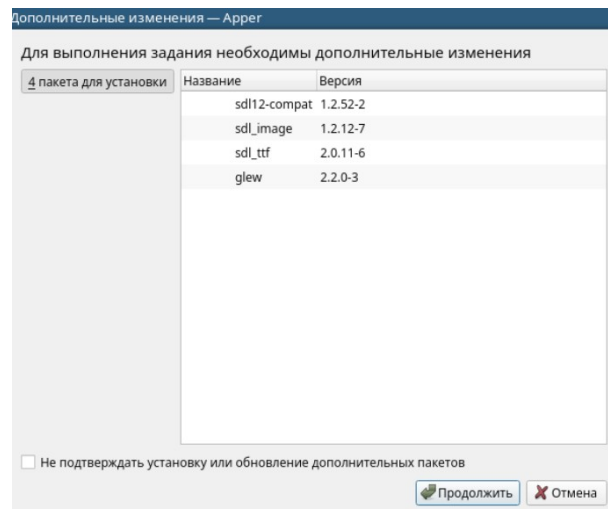 Дополнительные изменения — Apper
Для выполнения задания необходимы дополнительные изменения
4 пакета для установки
Название Версия
sdl12-compat 1.2.52-2
sdl_image 1.2.12-7
sdl_ttf 2.0.11-6
glew 2.2.0-3
Не подтверждать установку или обновление дополнительных пакетов
Продолжить Отмена